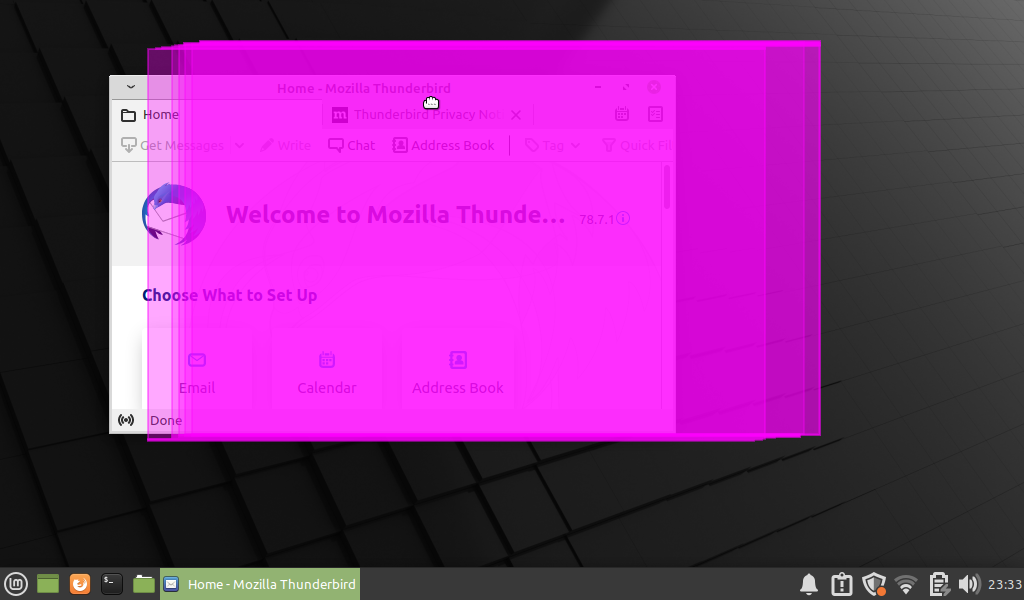 Home - Mozilla Thunderbird
Home
m Thunderbird Privacy Not
Get Messages Write Chat Address Book Tag Quick Fil
Welcome to Mozilla Thunde... 78.7.1
Choose What to Set Up
Email Calendar Address Book
Done
Home - Mozilla Thunderbird 23:33